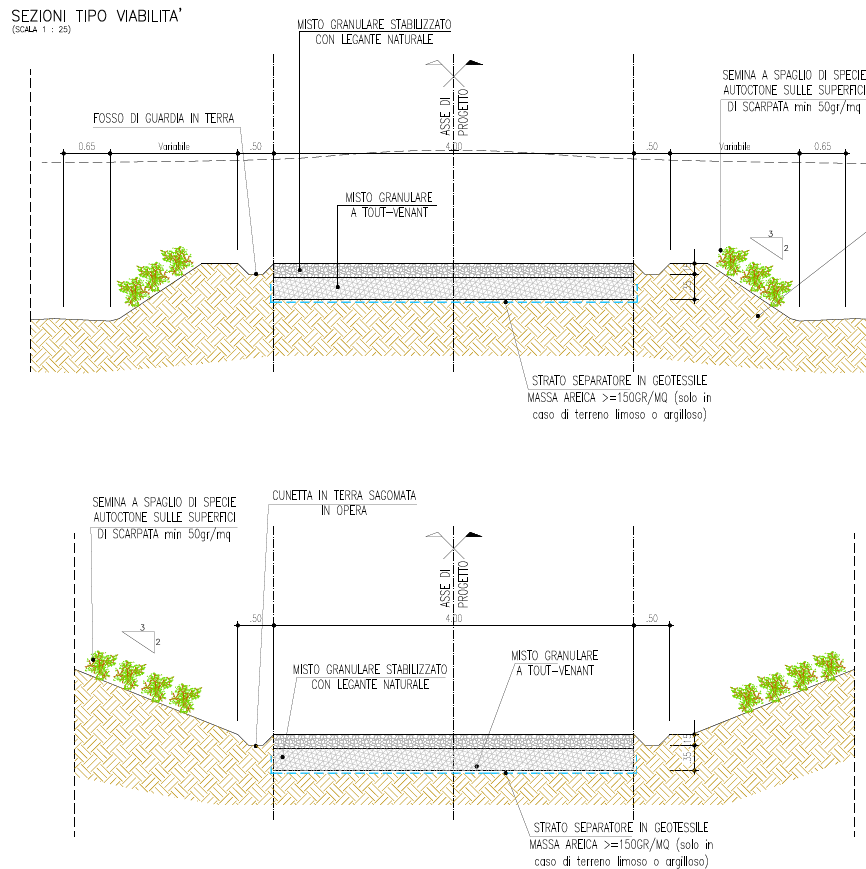 SEZIONI TIPO VIABILITA'
(SCALA 1 : 25)
MISTO GRANULARE STABILIZZATO
CON LEGANTE NATURALE
SEMINA A SPAGLIO DI SPECIE
AUTOCTONE SULLE SUPERFICI
DI SCARPATA min 50gr/mq
FOSSO DI GUARDIA IN TERRA
ASSE DI
PROGETTO
0.65
Variabile
.50
4.00
.50
Variabile
0.65
MISTO GRANULARE
A TOUT-VENANT
3
2
.15
.35
STRATO SEPARATORE IN GEOTESSILE
MASSA AREICA >=150GR/MQ (solo in
caso di terreno limoso o argilloso)
SEMINA A SPAGLIO DI SPECIE
AUTOCTONE SULLE SUPERFICI
DI SCARPATA min 50gr/mq
CUNETTA IN TERRA SAGOMATA
IN OPERA
ASSE DI
PROGETTO
.50
4.00
.50
3
2
MISTO GRANULARE
A TOUT-VENANT
MISTO GRANULARE STABILIZZATO
CON LEGANTE NATURALE
.15
.35
STRATO SEPARATORE IN GEOTESSILE
MASSA AREICA >=150GR/MQ (solo in
caso di terreno limoso o argilloso)